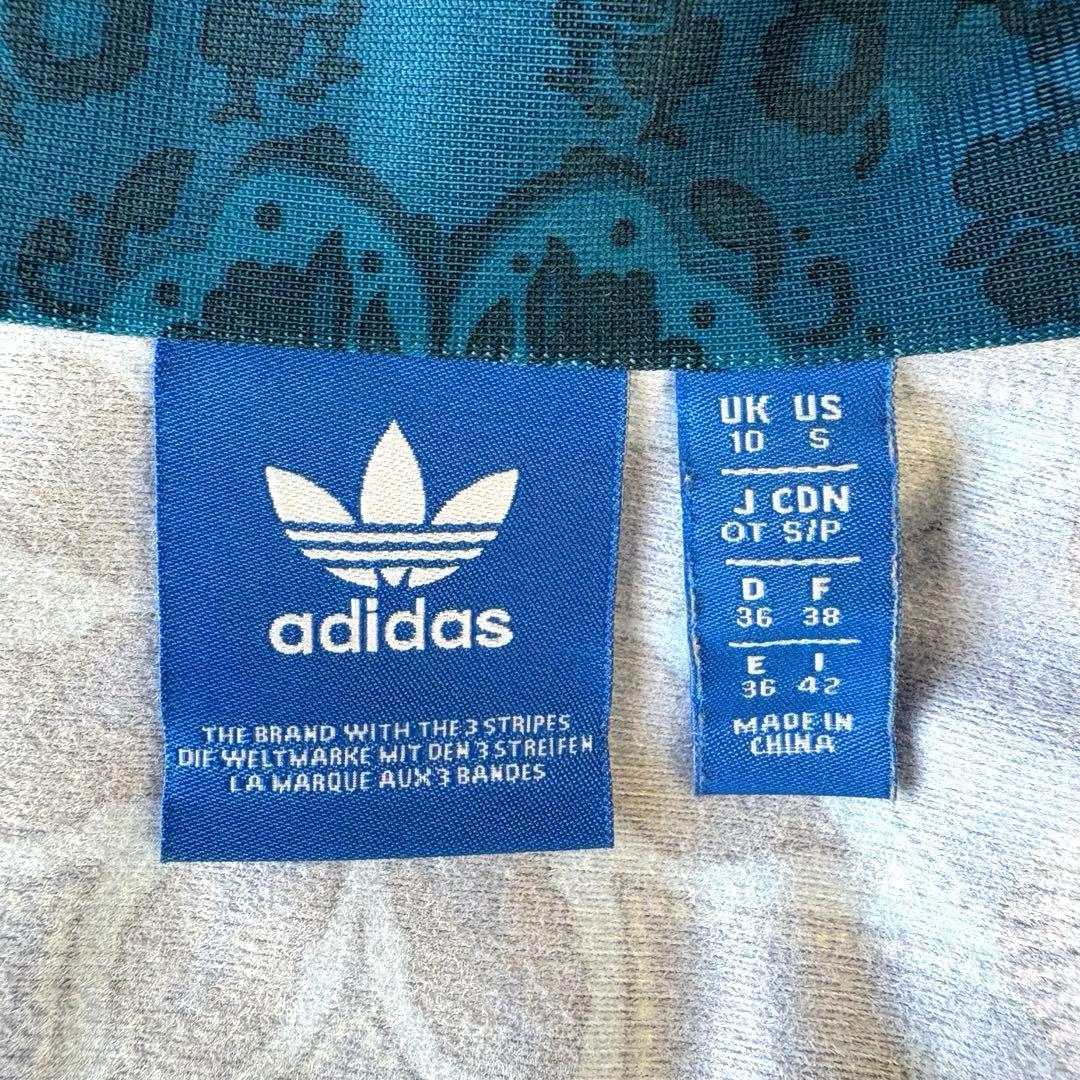 adidas
THE BRAND WITH THE 3 STRIPES
DIE WELTMARKE MIT DEN 3 STREIFEN
LA MARQUE AUX 3 BANDES
UK US
10 S
J CDN
OT S/P
D F
36 38
E I
36 42
MADE IN
CHINA